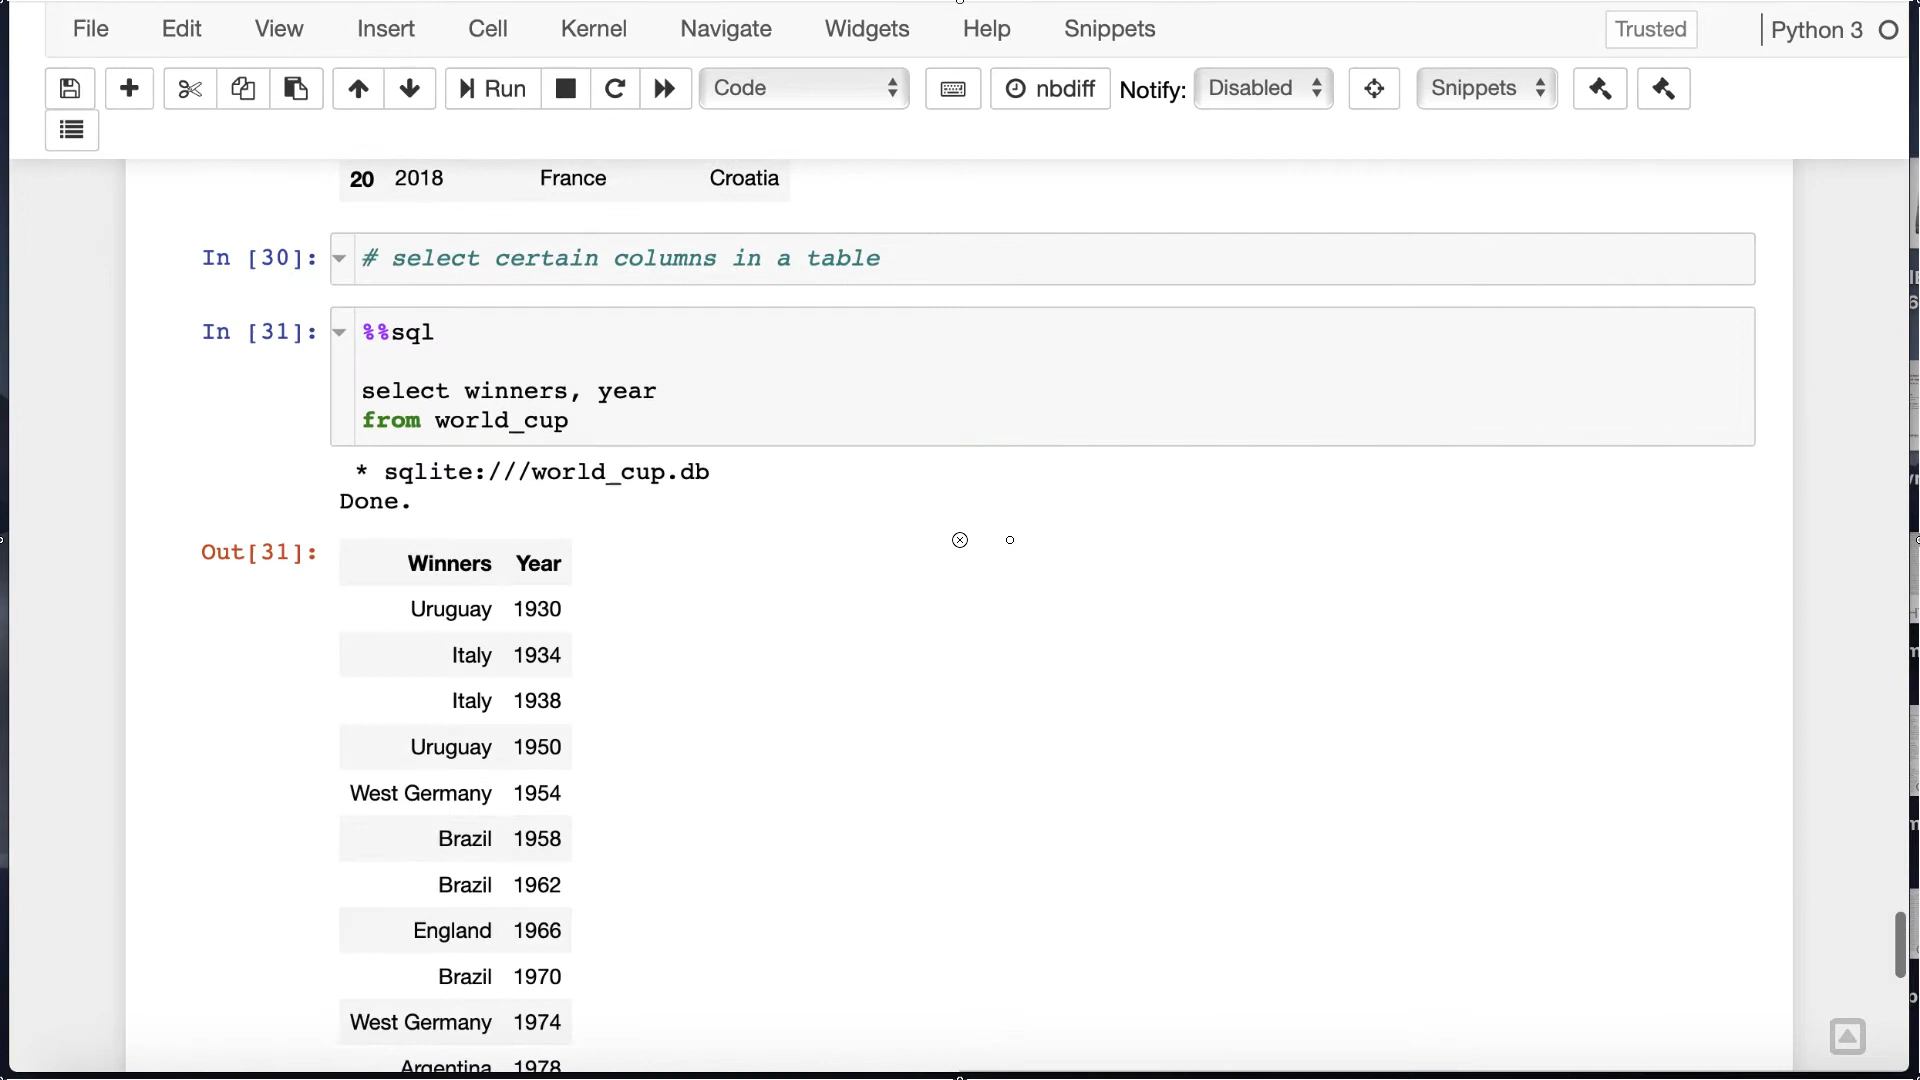 File Edit View Insert Cell Kernel Navigate Widgets Help Snippets Trusted Python 3
Run Code nbdiff Notify: Disabled Snippets
20 2018 France Croatia
In [30]: # select certain columns in a table
In [31]: %%sql
select winners, year
from world_cup
* sqlite:///world_cup.db
Done.
Out[31]:
Winners Year
Uruguay 1930
Italy 1934
Italy 1938
Uruguay 1950
West Germany 1954
Brazil 1958
Brazil 1962
England 1966
Brazil 1970
West Germany 1974
Argentina 1978